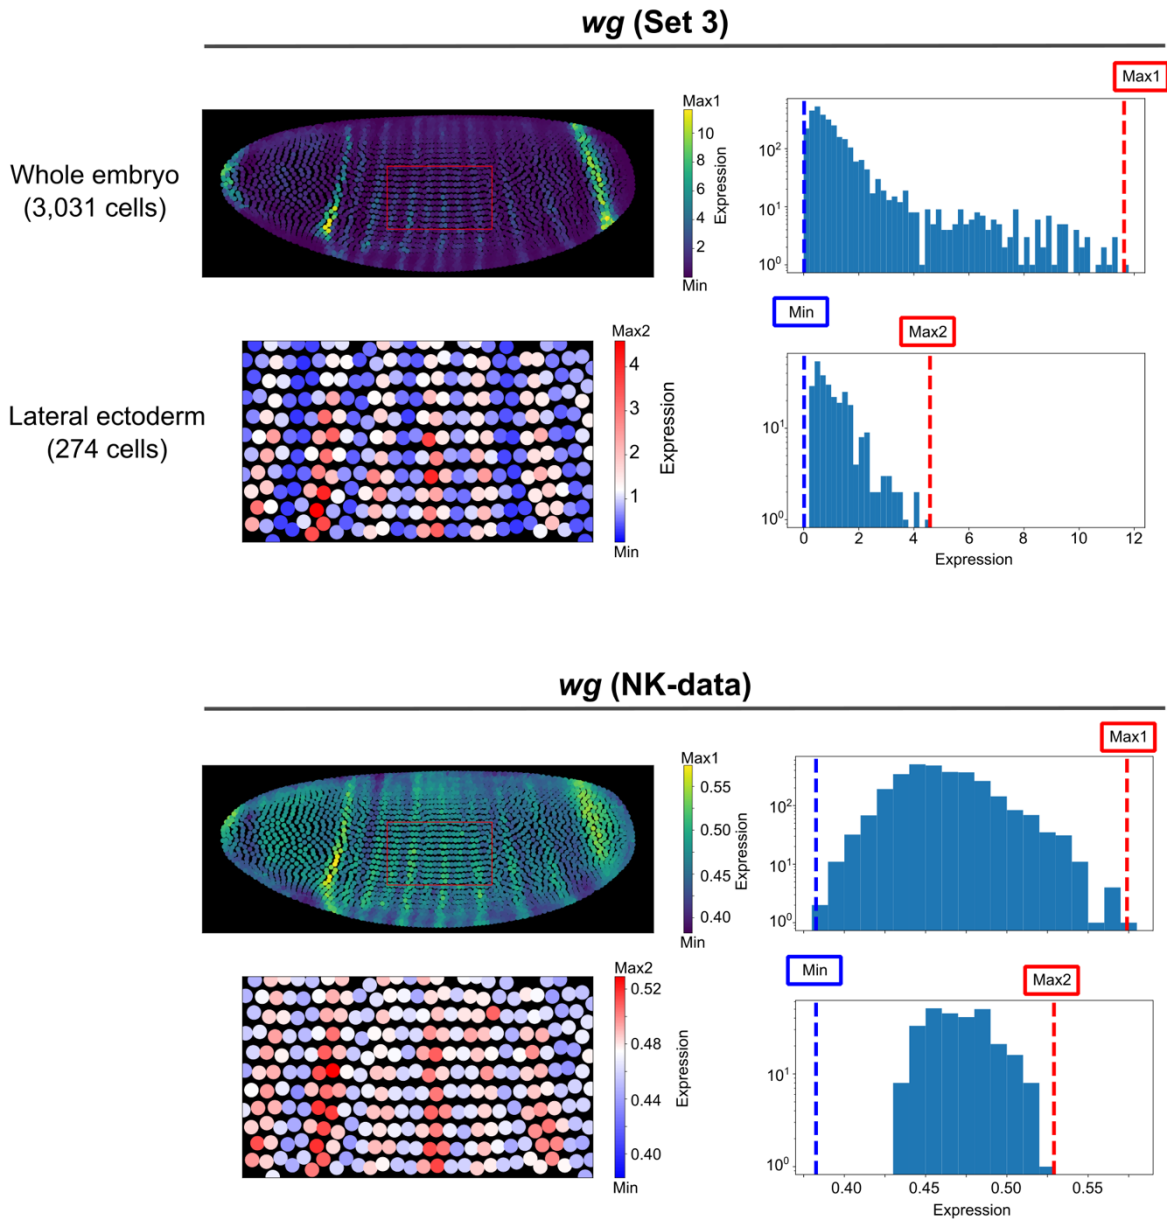 wg (Set 3)
Max1
Max1
Whole embryo
(3,031 cells)
10
8
6
4
2
Expression
Min
10²
10¹
10⁰
Min
Max2
Max2
Lateral ectoderm
(274 cells)
4
3
2
1
Expression
Min
10¹
10⁰
0 2 4 6 8 10 12
Expression
wg (NK-data)
Max1
Max1
0.55
0.50
0.45
0.40
Expression
Min
10²
10¹
10⁰
Min
Max2
Max2
0.52
0.48
0.44
0.40
Expression
Min
10¹
10⁰
0.40 0.45 0.50 0.55
Expression